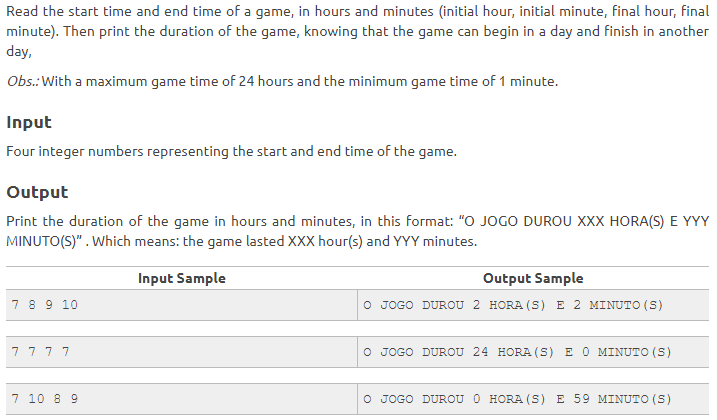 Read the start time and end time of a game, in hours and minutes (initial hour, initial minute, final hour, final
minute). Then print the duration of the game, knowing that the game can begin in a day and finish in another
day,
Obs.: With a maximum game time of 24 hours and the minimum game time of 1 minute.
Input
Four integer numbers representing the start and end time of the game.
Output
Print the duration of the game in hours and minutes, in this format: “O JOGO DUROU XXX HORA(S) E YYY
MINUTO(S)” . Which means: the game lasted XXX hour(s) and YYY minutes.
Input Sample Output Sample
7 8 9 10 O JOGO DUROU 2 HORA(S) E 2 MINUTO(S)
7 7 7 7 O JOGO DUROU 24 HORA(S) E 0 MINUTO(S)
7 10 8 9 O JOGO DUROU 0 HORA(S) E 59 MINUTO(S)